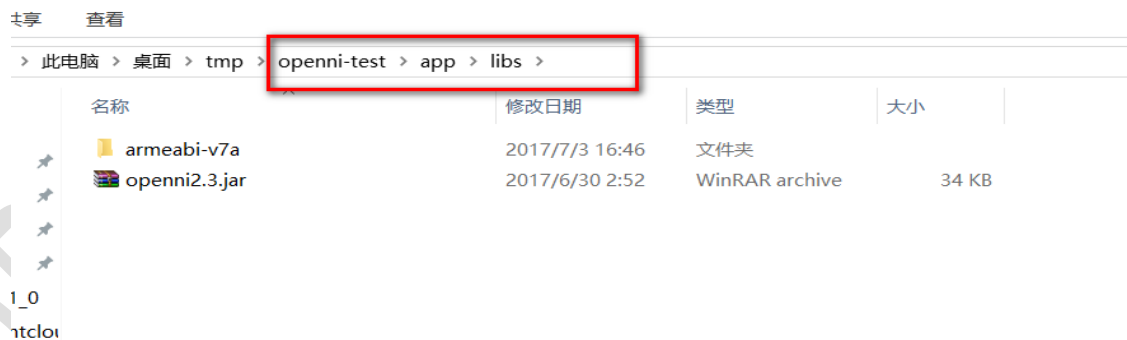 共享 查看
> 此电脑 > 桌面 > tmp > openni-test > app > libs >
名称 修改日期 类型 大小
armeabi-v7a 2017/7/3 16:46 文件夹
openni2.3.jar 2017/6/30 2:52 WinRAR archive 34 KB
1_0
ntclou